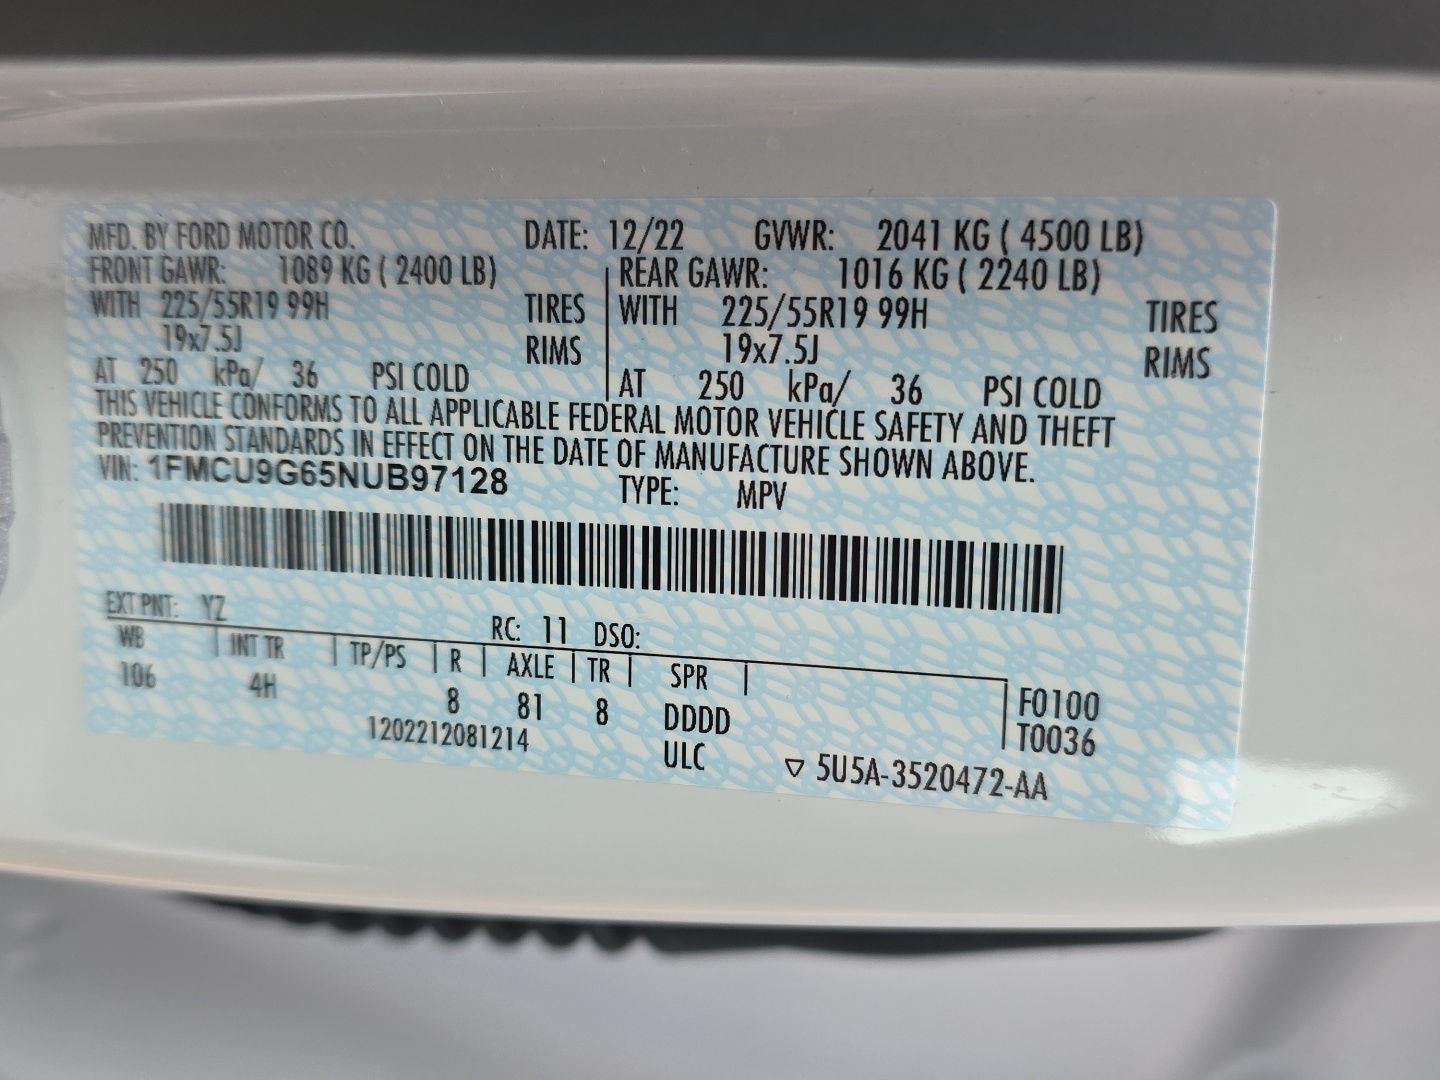 MFD. BY FORD MOTOR CO. DATE: 12/22 GVWR: 2041 KG ( 4500 LB)
FRONT GAWR: 1089 KG ( 2400 LB) REAR GAWR: 1016 KG ( 2240 LB)
WITH 225/55R19 99H TIRES WITH 225/55R19 99H TIRES
19x7.5J RIMS 19x7.5J RIMS
AT 250 kPa/ 36 PSI COLD AT 250 kPa/ 36 PSI COLD
THIS VEHICLE CONFORMS TO ALL APPLICABLE FEDERAL MOTOR VEHICLE SAFETY AND THEFT
PREVENTION STANDARDS IN EFFECT ON THE DATE OF MANUFACTURE SHOWN ABOVE.
VIN: 1FMCU9G65NUB97128 TYPE: MPV
EXT PNT: YZ RC: 11 DSO:
WB INT TR TP/PS R AXLE TR SPR
106 4H 8 81 8 DDDD F0100
1202212081214 ULC T0036
▽ 5U5A-3520472-AA